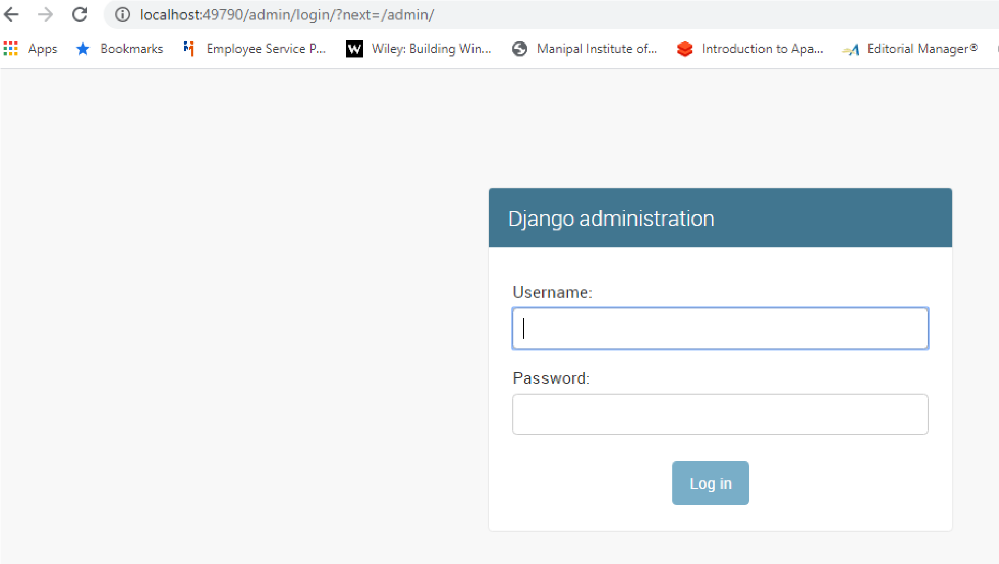 localhost:49790/admin/login/?next=/admin/
Apps Bookmarks Employee Service P... W Wiley: Building Win... Manipal Institute of... Introduction to Apa... Editorial Manager®
Django administration
Username:
Password:
Log in